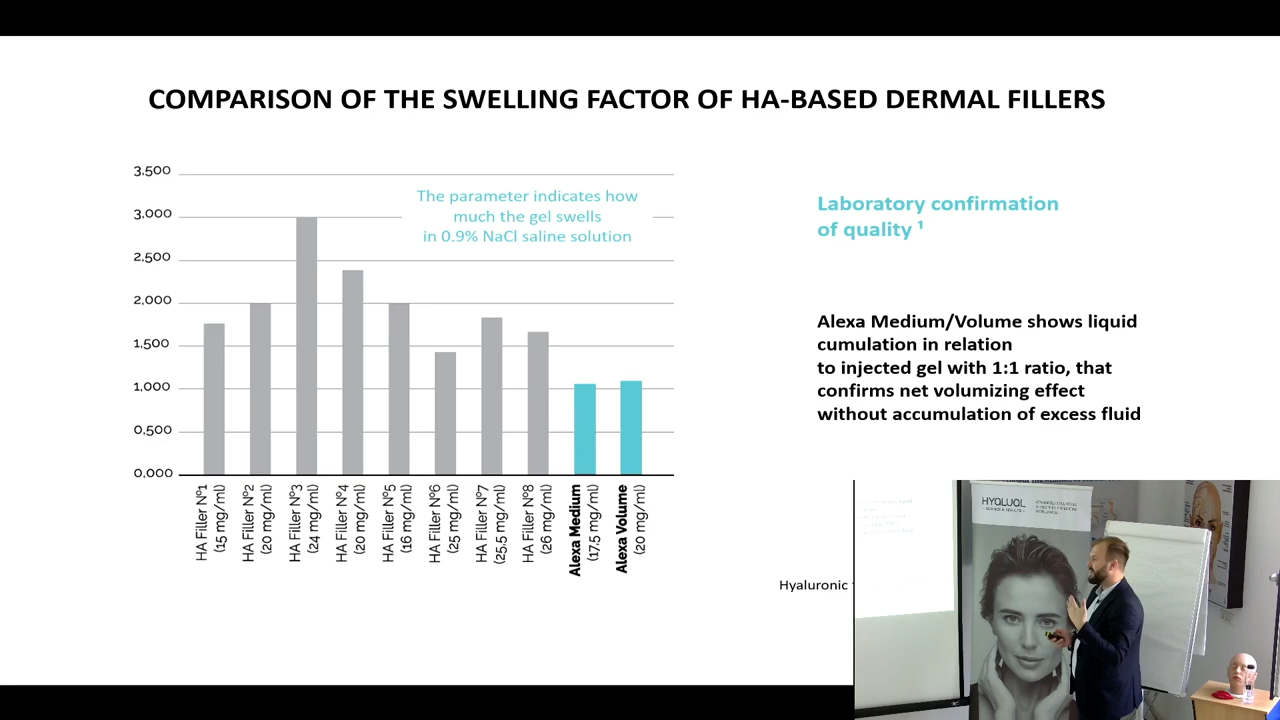 COMPARISON OF THE SWELLING FACTOR OF HA-BASED DERMAL FILLERS
3.500
3.000
2,500
2,000
1,500
1,000
0,500
0,000
The parameter indicates how
much the gel swells
in 0.9% NaCl saline solution
HA Filler Nº1
(15 mg/ml)
HA Filler Nº2
(20 mg/ml)
HA Filler Nº3
(24 mg/ml)
HA Filler Nº4
(20 mg/ml)
HA Filler Nº5
(16 mg/ml)
HA Filler Nº6
(25 mg/ml)
HA Filler Nº7
(25,5 mg/ml)
HA Filler Nº8
(26 mg/ml)
Alexa Medium
(17,5 mg/ml)
Alexa Volume
(20 mg/ml)
Laboratory confirmation
of quality ¹
Alexa Medium/Volume shows liquid
cumulation in relation
to injected gel with 1:1 ratio, that
confirms net volumizing effect
without accumulation of excess fluid
Hyaluronic
HYALUAL